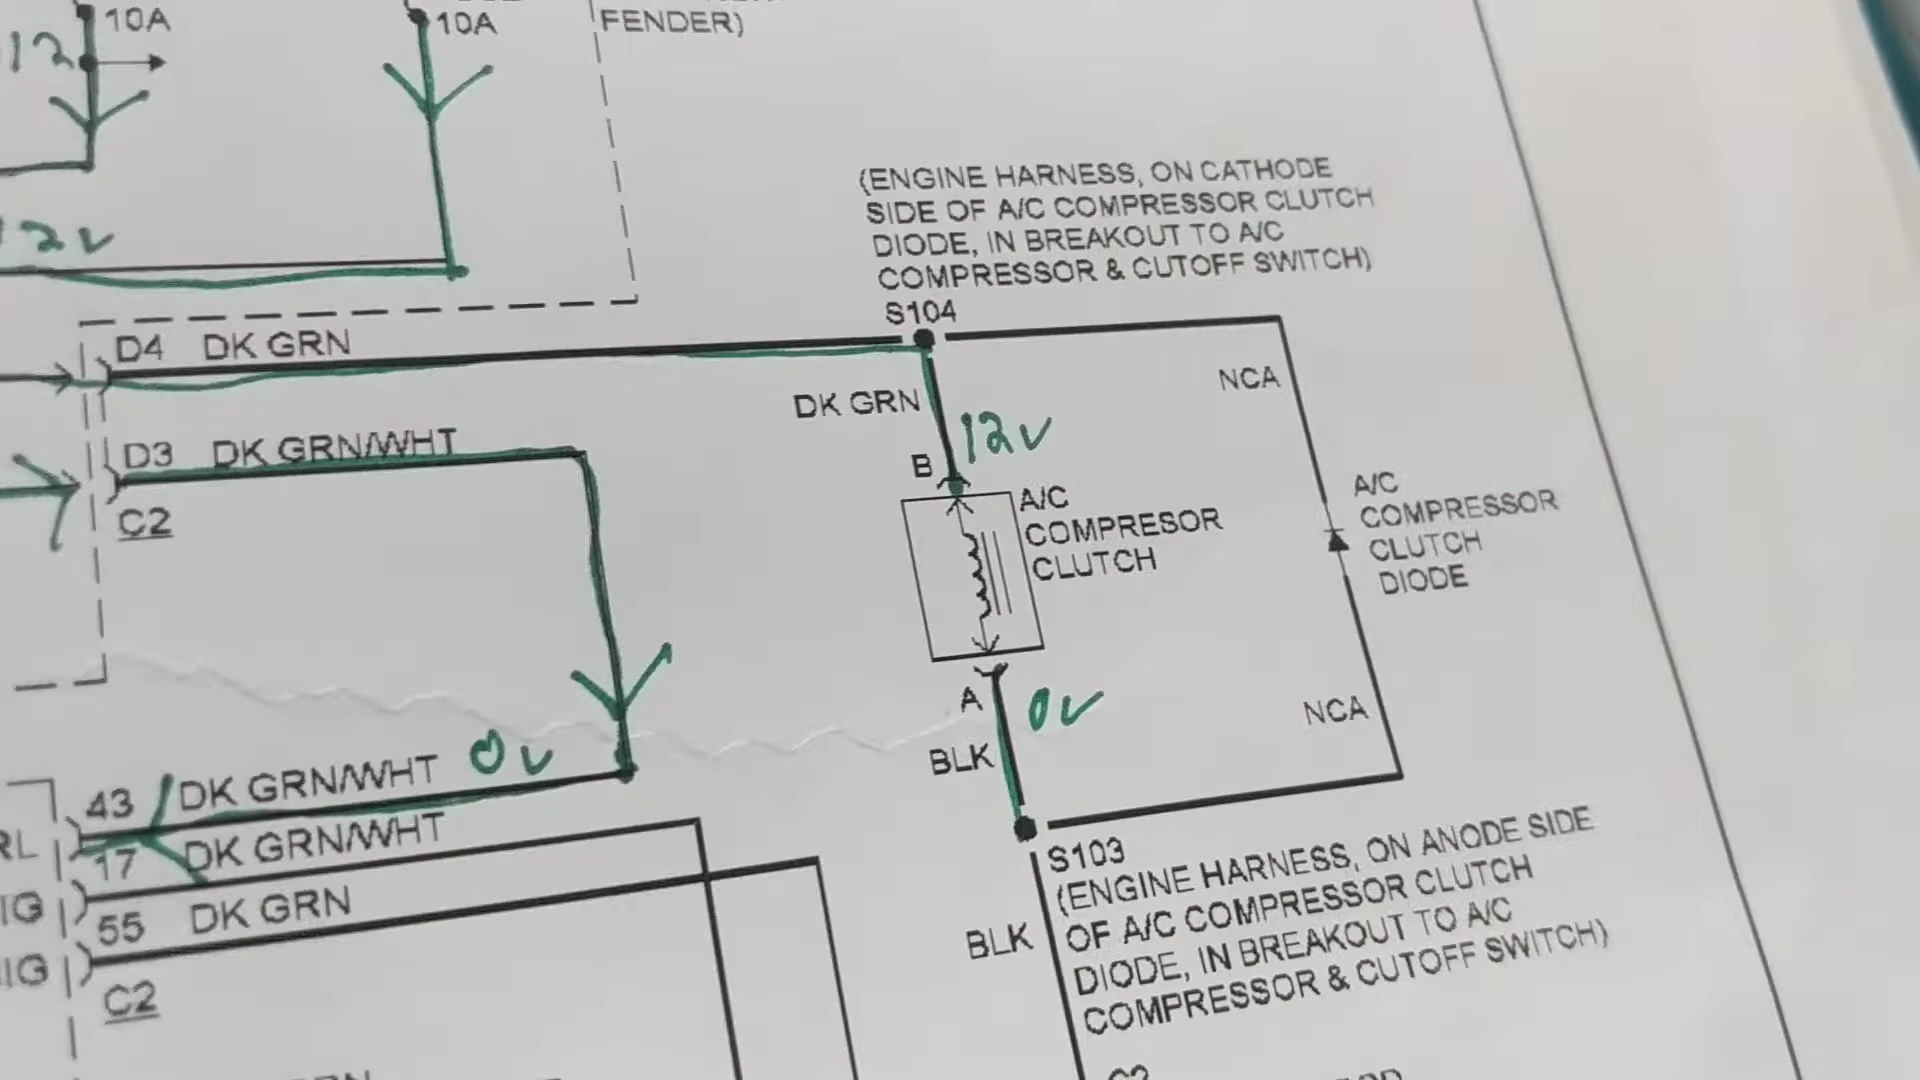 10A
10A
FENDER)
12
12V
(ENGINE HARNESS, ON CATHODE
SIDE OF A/C COMPRESSOR CLUTCH
DIODE, IN BREAKOUT TO A/C
COMPRESSOR & CUTOFF SWITCH)
S104
D4 DK GRN
NCA
DK GRN
12V
D3 DK GRN/WHT
B
C2
A/C
COMPRESOR
CLUTCH
A/C
COMPRESSOR
CLUTCH
DIODE
A
0V
NCA
BLK
43 DK GRN/WHT 0V
RL
17 DK GRN/WHT
IG
55 DK GRN
IG
C2
S103
(ENGINE HARNESS, ON ANODE SIDE
OF A/C COMPRESSOR CLUTCH
DIODE, IN BREAKOUT TO A/C
COMPRESSOR & CUTOFF SWITCH)
BLK